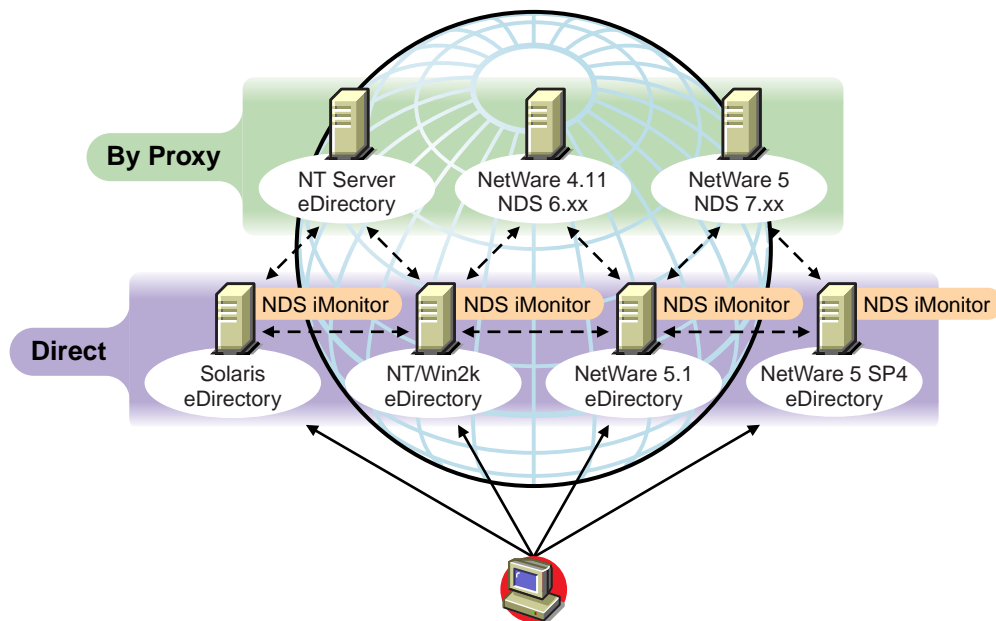 By Proxy
NT Server
eDirectory
NetWare 4.11
NDS 6.xx
NetWare 5
NDS 7.xx
Direct
NDS iMonitor
NDS iMonitor
NDS iMonitor
NDS iMonitor
Solaris
eDirectory
NT/Win2k
eDirectory
NetWare 5.1
eDirectory
NetWare 5 SP4
eDirectory